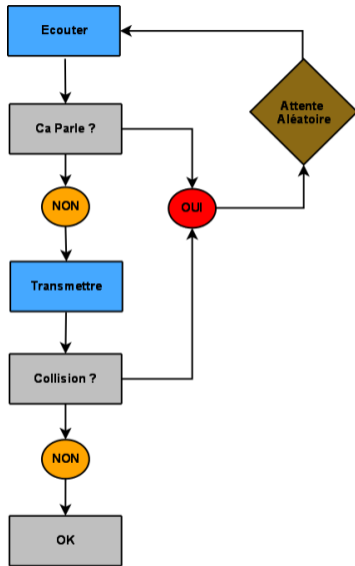 Ecouter
Ca Parle ?
Attente
Aléatoire
NON
OUI
Transmettre
Collision ?
NON
OK